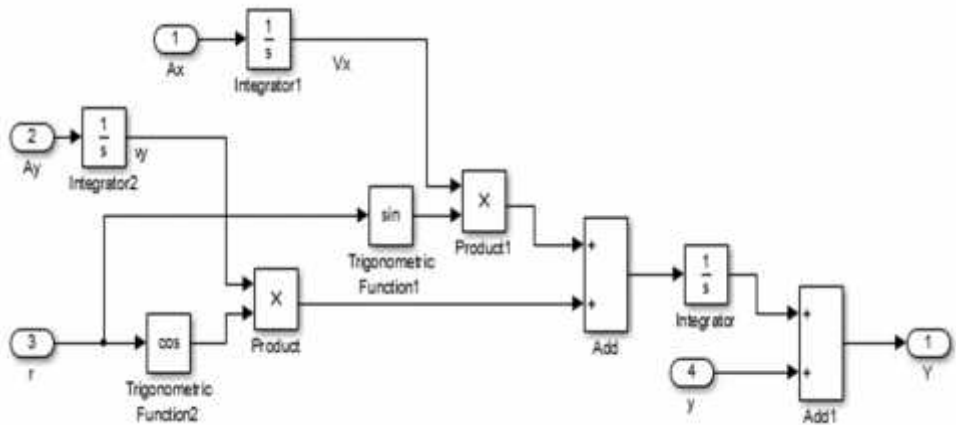 1
Ax
1
s
Integrator1
Vx
2
Ay
1
s
Integrator2
vy
sin
Trigonometric
Function1
X
Product1
3
r
cos
Trigonometric
Function2
X
Product
+
+
Add
1
s
Integrator
4
y
+
+
Add1
1
Y